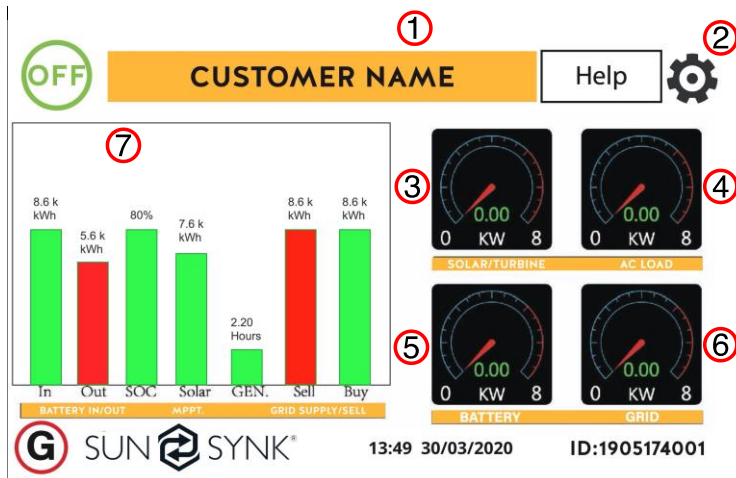 1
2
OFF
CUSTOMER NAME
Help
7
8.6 k
kWh
5.6 k
kWh
80%
7.6 k
kWh
2.20
Hours
8.6 k
kWh
8.6 k
kWh
In Out SOC Solar GEN. Sell Buy
BATTERY IN/OUT MPPT. GRID SUPPLY/SELL
3
0.00
0 KW 8
4
0.00
0 KW 8
SOLAR/TURBINE AC LOAD
5
0.00
0 KW 8
6
0.00
0 KW 8
BATTERY GRID
G SUN SYNK®
13:49 30/03/2020 ID:1905174001